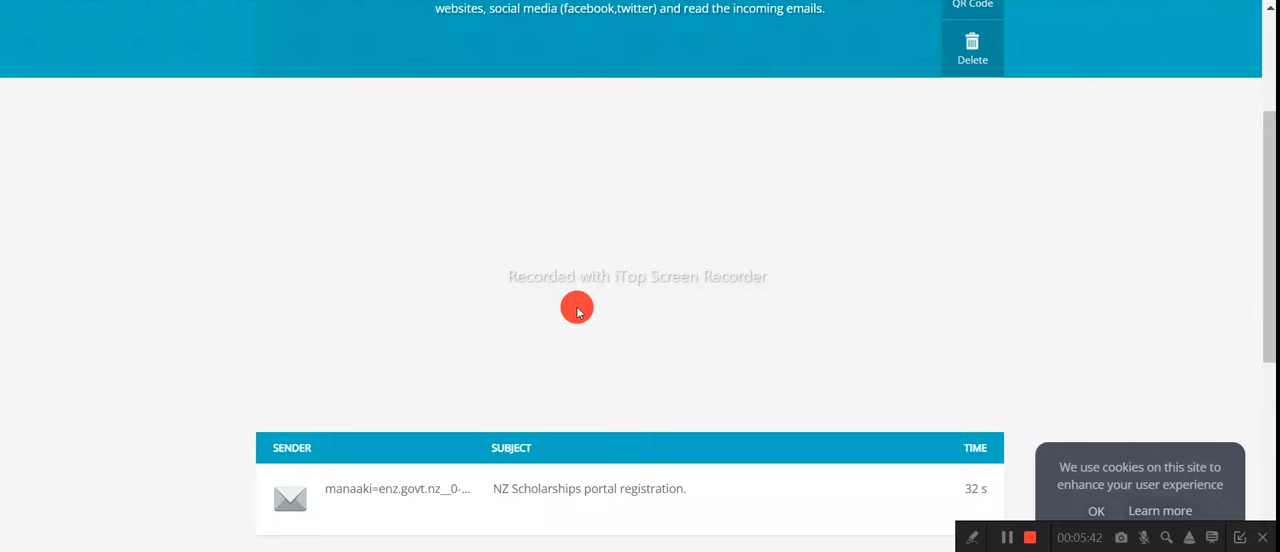 websites, social media (facebook,twitter) and read the incoming emails.
QR Code
Delete
Recorded with iTop Screen Recorder
SENDER SUBJECT TIME
manaaki=enz.govt.nz__0-... NZ Scholarships portal registration. 32 s
We use cookies on this site to
enhance your user experience
OK Learn more
00:05:42